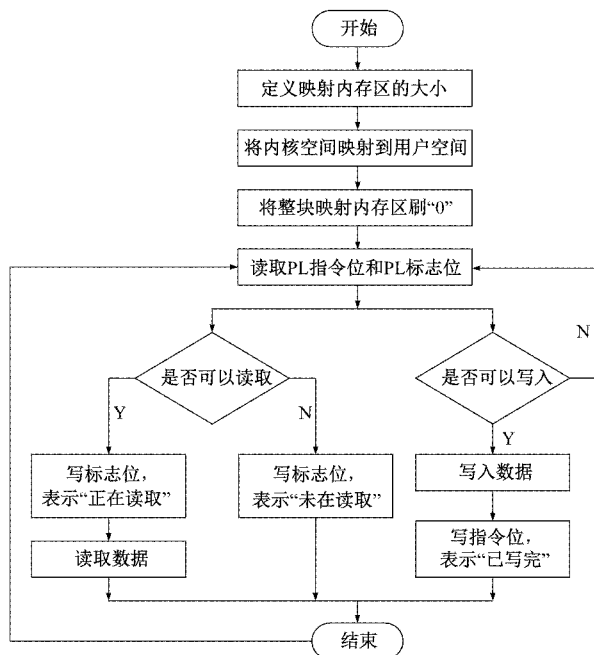 开始
定义映射内存区的大小
将内核空间映射到用户空间
将整块映射内存区刷“0”
读取PL指令位和PL标志位
N
是否可以读取
是否可以写入
Y
N
Y
写标志位，
表示“正在读取”
写标志位，
表示“未在读取”
写入数据
读取数据
写指令位，
表示“已写完”
结束